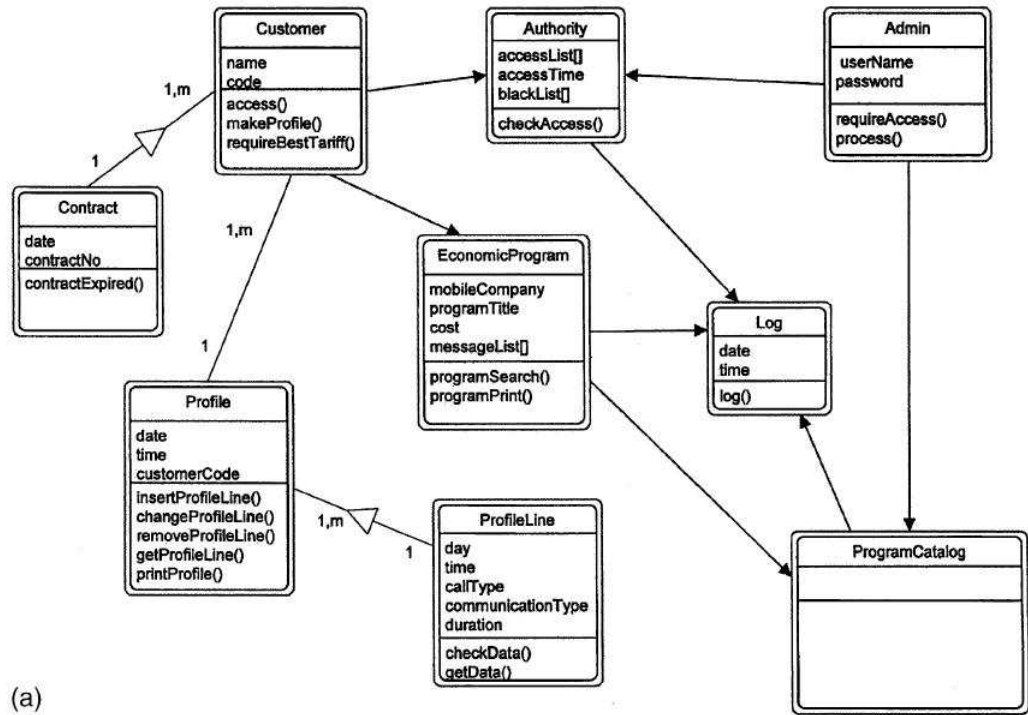 Customer
name
code
access()
makeProfile()
requireBestTariff()
Authority
accessList[]
accessTime
blackList[]
checkAccess()
Admin
userName
password
requireAccess()
process()
1,m
1
Contract
date
contractNo
contractExpired()
1,m
1
EconomicProgram
mobileCompany
programTitle
cost
messageList[]
programSearch()
programPrint()
Log
date
time
log()
Profile
date
time
customerCode
insertProfileLine()
changeProfileLine()
removeProfileLine()
getProfileLine()
printProfile()
1,m
1
ProfileLine
day
time
callType
communicationType
duration
checkData()
getData()
ProgramCatalog
(a)